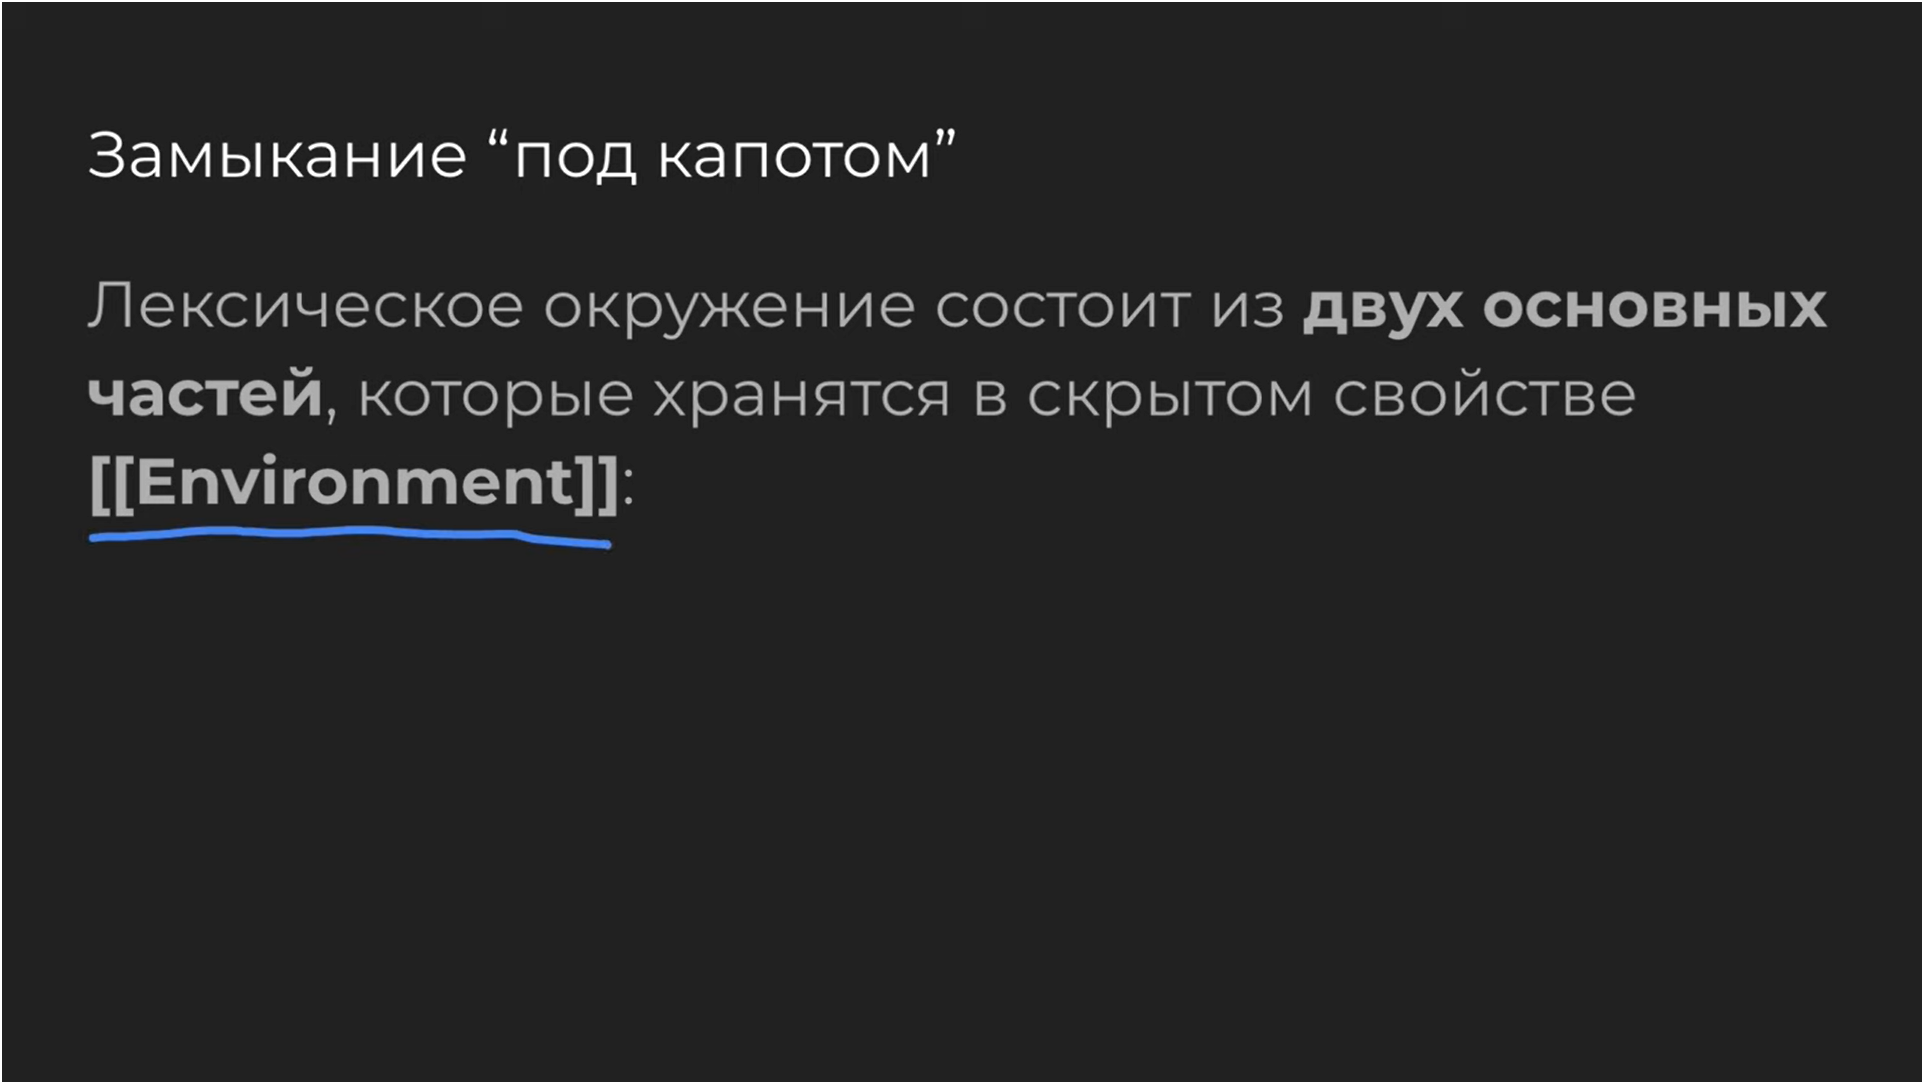 Замыкание “под капотом”
Лексическое окружение состоит из двух основных
частей, которые хранятся в скрытом свойстве
[[Environment]]: